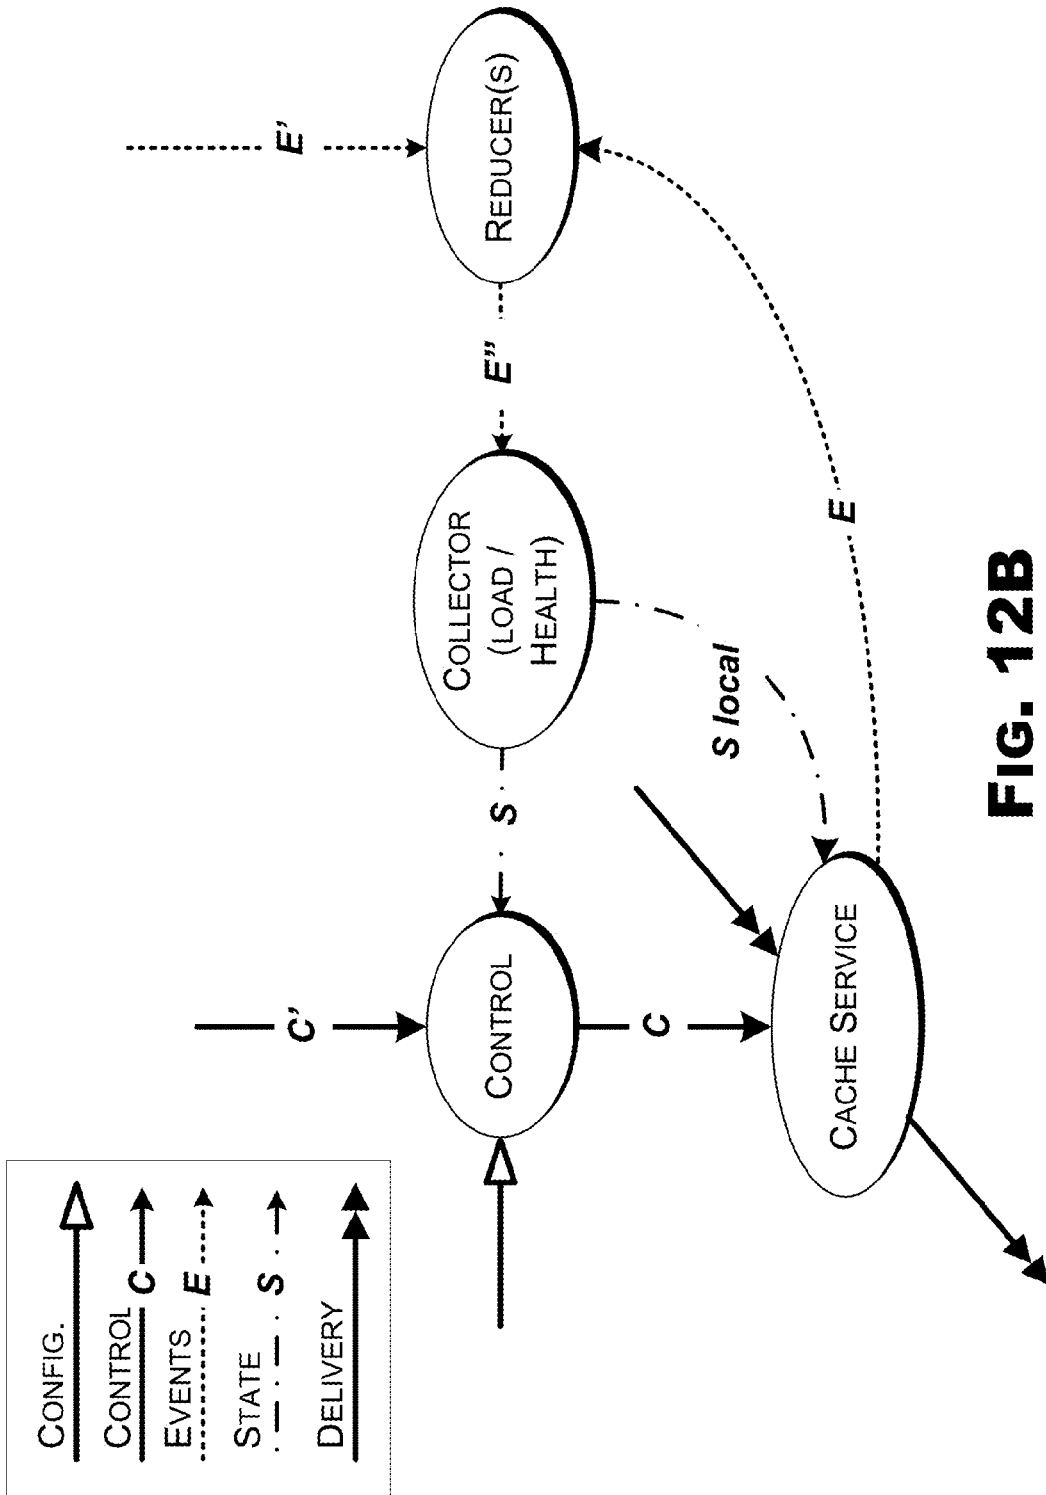 CONFIG.
CONTROL
C
EVENTS
E
STATE
S
DELIVERY
C'
E'
CONTROL
S
COLLECTOR
(LOAD /
HEALTH)
E''
REDUCER(S)
C
S local
E
CACHE SERVICE
FIG. 12B